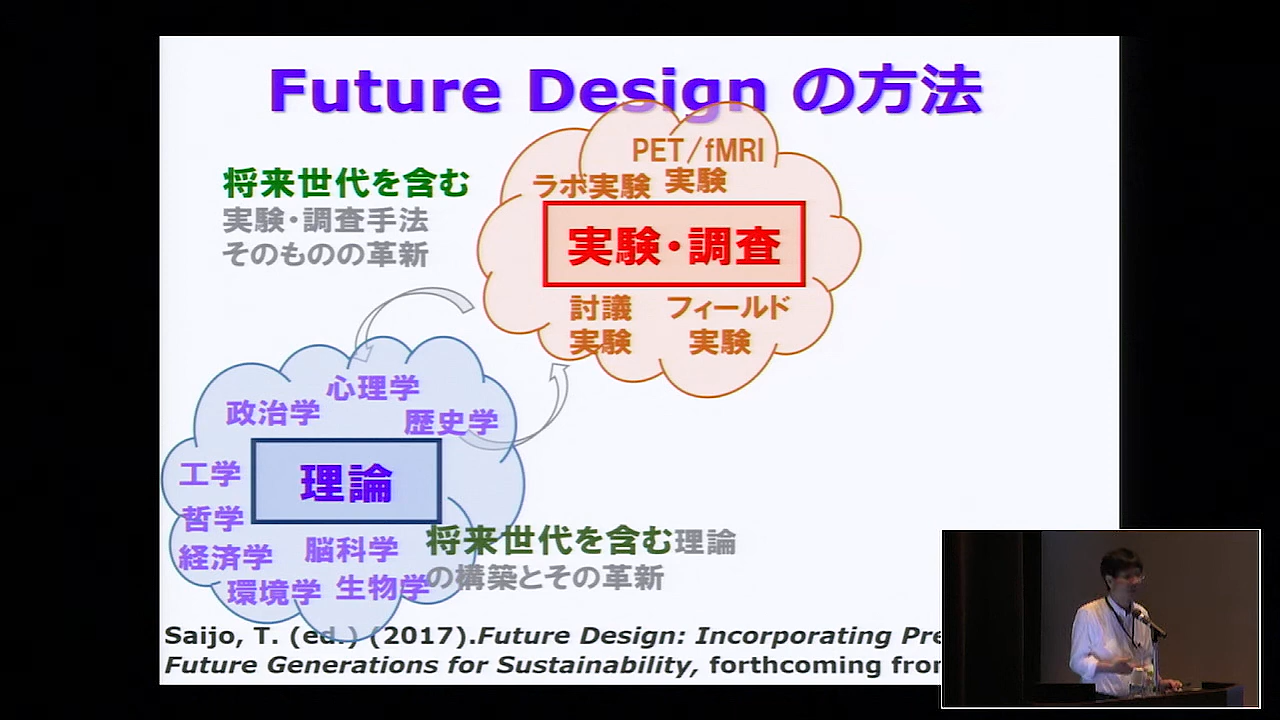 Future Design の方法
将来世代を含む
実験・調査手法
そのものの革新
PET/fMRI
ラボ実験 実験
実験・調査
討議 フィールド
実験 実験
心理学
政治学
歴史学
工学
理論
哲学
経済学
脳科学
環境学
生物学
将来世代を含む理論
の構築とその革新
Saijo, T. (ed.) (2017).Future Design: Incorporating Pre
Future Generations for Sustainability, forthcoming fro